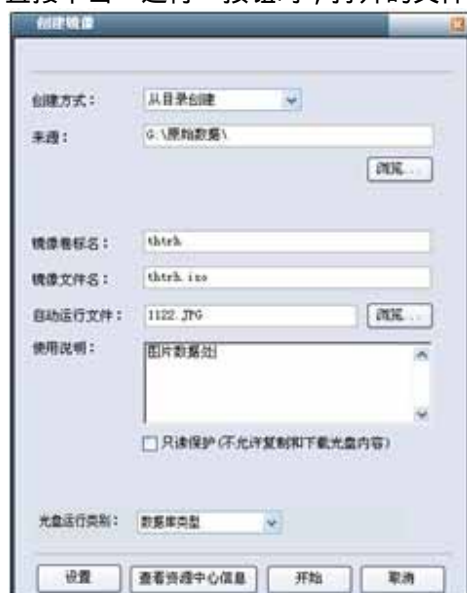 直接单击“运行”按钮时,打开的文件
创建镜像
创建方式： 从目录创建
来源： G:\原始数据\
浏览...
镜像卷标名： thtrh
镜像文件名： thtrh.iso
自动运行文件： 1122.JPG 浏览...
使用说明： 图片数据处
只读保护(不允许复制和下载光盘内容)
光盘运行类别： 数据库类型
设置 查看资源中心信息 开始 取消